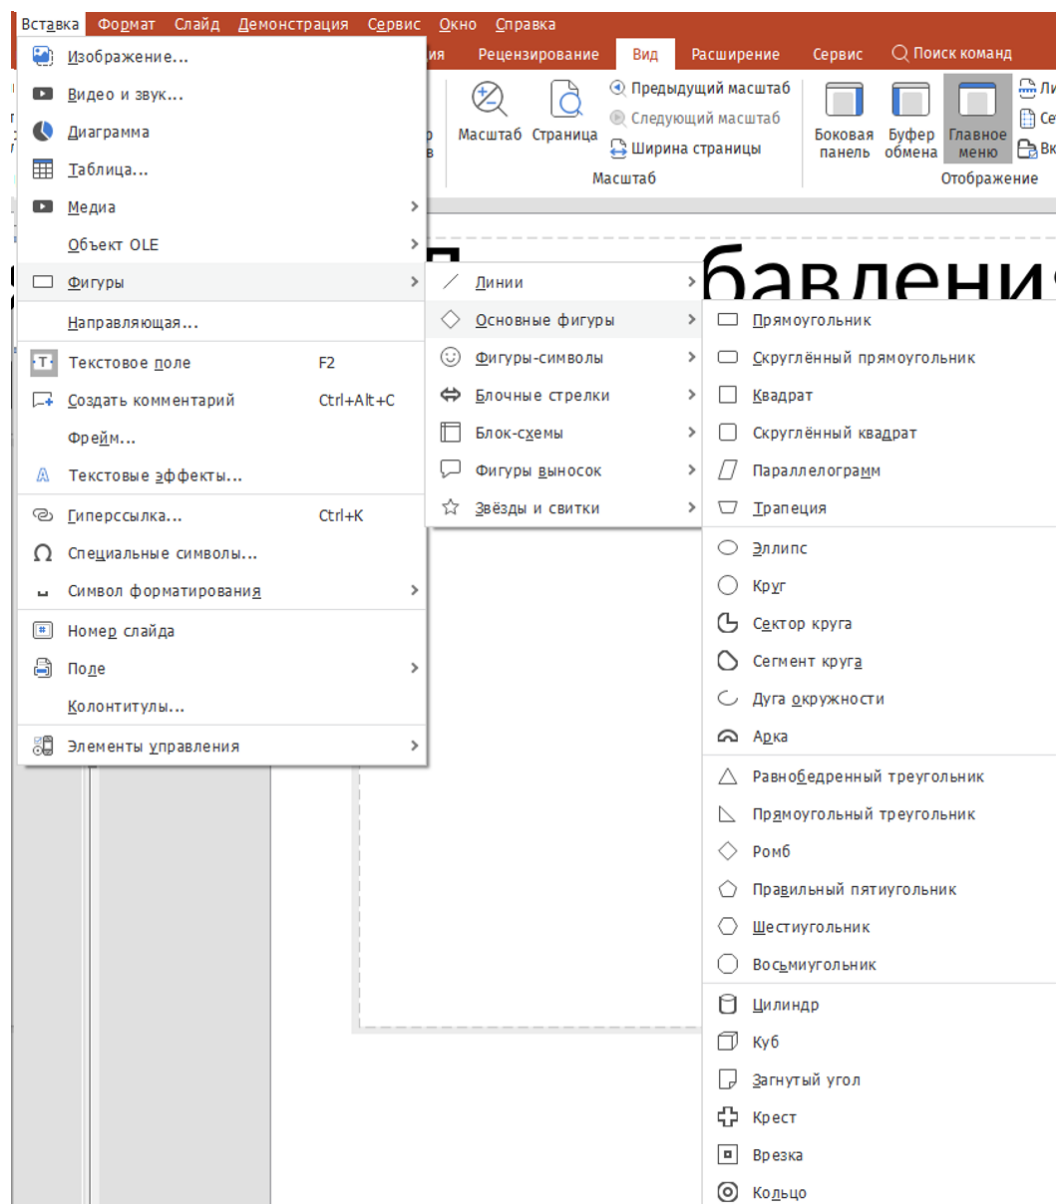 Вставка Формат Слайд Демонстрация Сервис Окно Справка
Рецензирование Вид Расширение Сервис Поиск команд
Масштаб Страница
Предыдущий масштаб
Следующий масштаб
Ширина страницы
Масштаб
Боковая панель
Буфер обмена
Главное меню
Отображение
Изображение...
Видео и звук...
Диаграмма
Таблица...
Медиа
Объект OLE
Фигуры
Направляющая...
Текстовое поле F2
Создать комментарий Ctrl+Alt+C
Фрейм...
Текстовые эффекты...
Гиперссылка... Ctrl+K
Специальные символы...
Символ форматирования
Номер слайда
Поле
Колонтитулы...
Элементы управления
Линии
Основные фигуры
Фигуры-символы
Блочные стрелки
Блок-схемы
Фигуры выносок
Звёзды и свитки
Прямоугольник
Скруглённый прямоугольник
Квадрат
Скруглённый квадрат
Параллелограмм
Трапеция
Эллипс
Круг
Сектор круга
Сегмент круга
Дуга окружности
Арка
Равнобедренный треугольник
Прямоугольный треугольник
Ромб
Правильный пятиугольник
Шестиугольник
Восьмиугольник
Цилиндр
Куб
Загнутый угол
Крест
Врезка
Кольцо